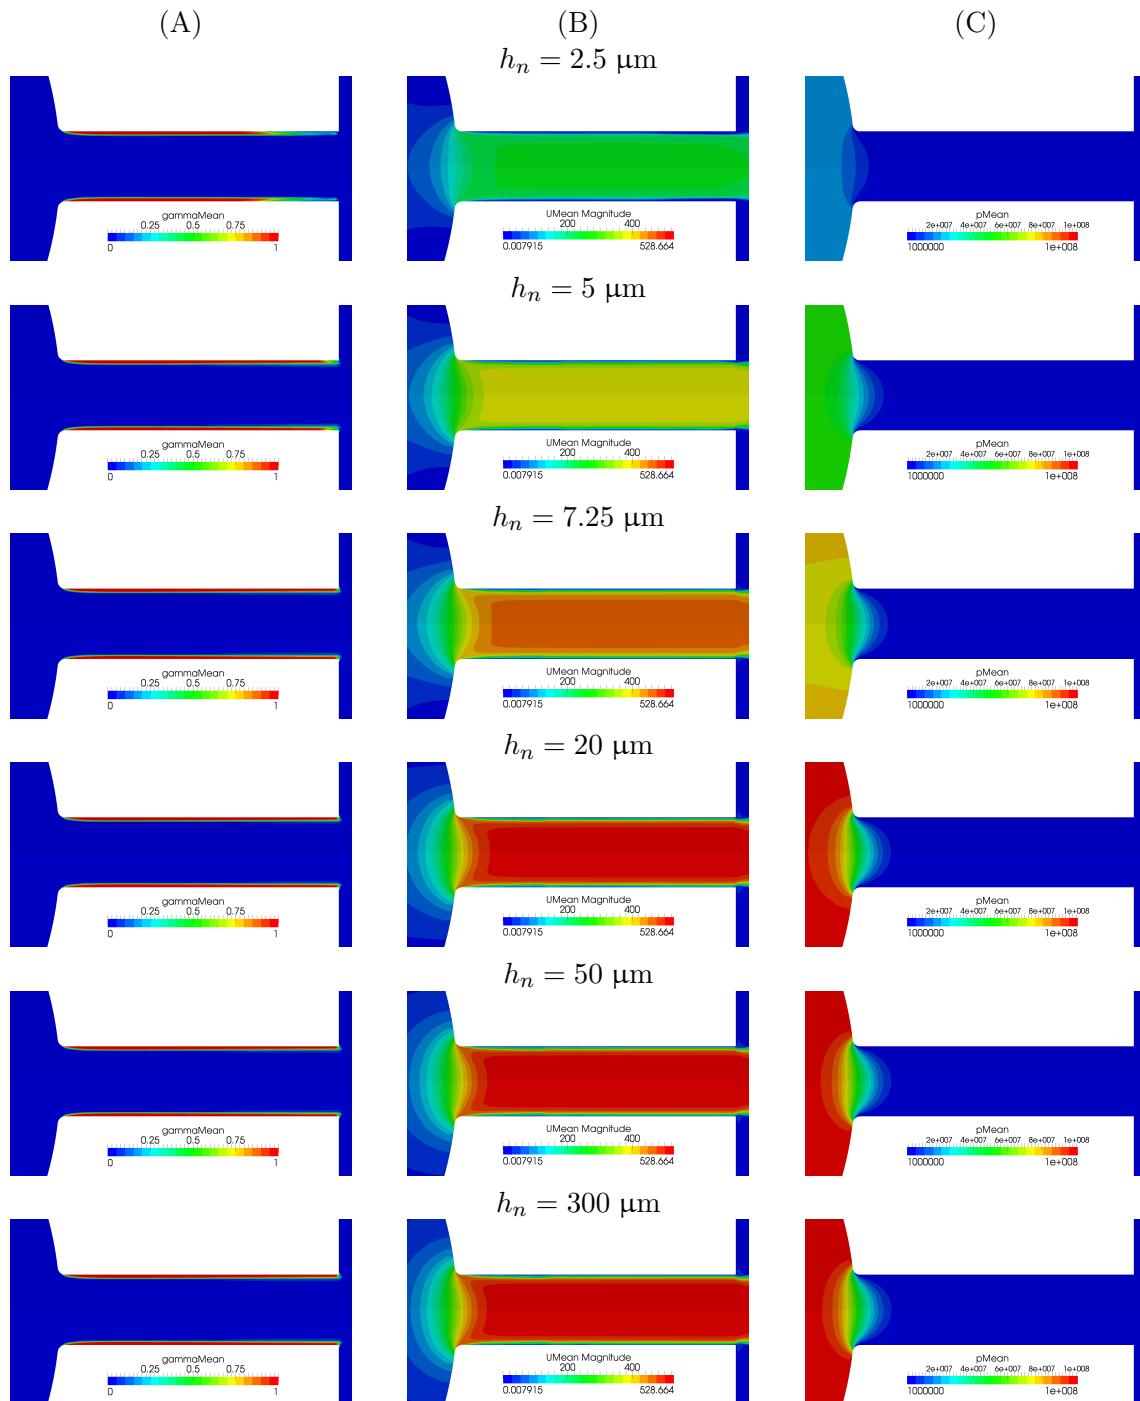 (A) (B) (C)
hn = 2.5 μm
gammaMean
0.25 0.5 0.75
0 1
UMean Magnitude
200 400
0.007915 528.664
pMean
2e+007 4e+007 6e+007 8e+007 1e+008
1000000 1e+008
hn = 5 μm
gammaMean
0.25 0.5 0.75
0 1
UMean Magnitude
200 400
0.007915 528.664
pMean
2e+007 4e+007 6e+007 8e+007 1e+008
1000000 1e+008
hn = 7.25 μm
gammaMean
0.25 0.5 0.75
0 1
UMean Magnitude
200 400
0.007915 528.664
pMean
2e+007 4e+007 6e+007 8e+007 1e+008
1000000 1e+008
hn = 20 μm
gammaMean
0.25 0.5 0.75
0 1
UMean Magnitude
200 400
0.007915 528.664
pMean
2e+007 4e+007 6e+007 8e+007 1e+008
1000000 1e+008
hn = 50 μm
gammaMean
0.25 0.5 0.75
0 1
UMean Magnitude
200 400
0.007915 528.664
pMean
2e+007 4e+007 6e+007 8e+007 1e+008
1000000 1e+008
hn = 300 μm
gammaMean
0.25 0.5 0.75
0 1
UMean Magnitude
200 400
0.007915 528.664
pMean
2e+007 4e+007 6e+007 8e+007 1e+008
1000000 1e+008